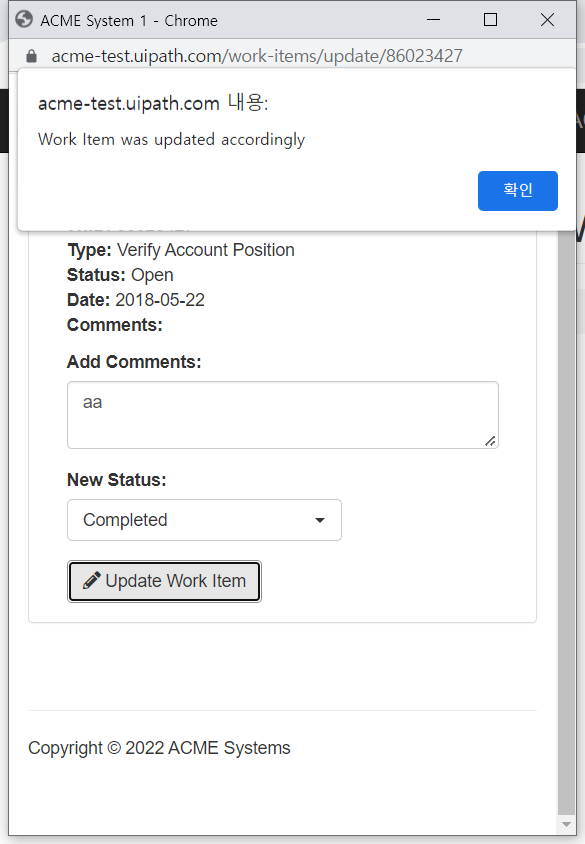 ACME System 1 - Chrome
acme-test.uipath.com/work-items/update/86023427
acme-test.uipath.com 내용:
Work Item was updated accordingly
확인
Type: Verify Account Position
Status: Open
Date: 2018-05-22
Comments:
Add Comments:
aa
New Status:
Completed
Update Work Item
Copyright © 2022 ACME Systems